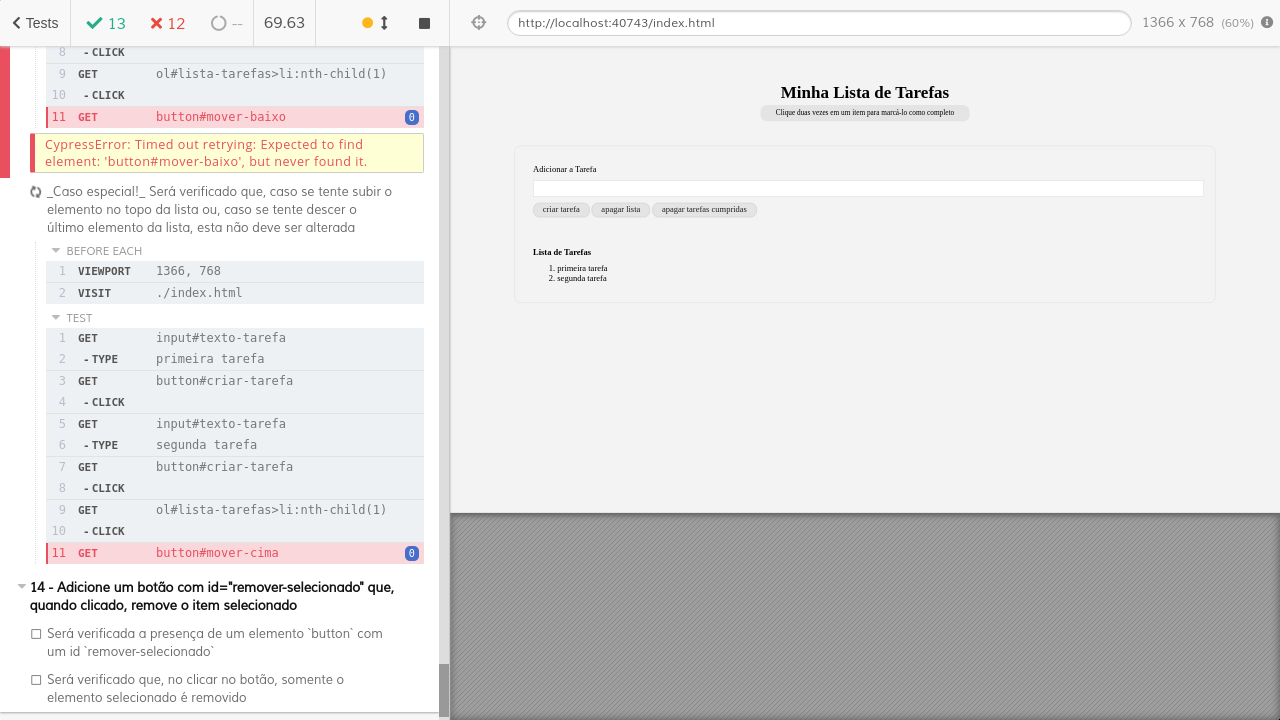 Tests 13 12 -- 69.63
8 - CLICK
9 GET ol#lista-tarefas>li:nth-child(1)
10 - CLICK
11 GET button#mover-baixo 0
CypressError: Timed out retrying: Expected to find
element: 'button#mover-baixo', but never found it.
_Caso especial!_ Será verificado que, caso se tente subir o
elemento no topo da lista ou, caso se tente descer o
último elemento da lista, esta não deve ser alterada
BEFORE EACH
1 VIEWPORT 1366, 768
2 VISIT ./index.html
TEST
1 GET input#texto-tarefa
2 - TYPE primeira tarefa
3 GET button#criar-tarefa
4 - CLICK
5 GET input#texto-tarefa
6 - TYPE segunda tarefa
7 GET button#criar-tarefa
8 - CLICK
9 GET ol#lista-tarefas>li:nth-child(1)
10 - CLICK
11 GET button#mover-cima 0
14 - Adicione um botão com id="remover-selecionado" que,
quando clicado, remove o item selecionado
Será verificada a presença de um elemento `button` com
um id `remover-selecionado`
Será verificado que, no clicar no botão, somente o
elemento selecionado é removido
http://localhost:40743/index.html 1366 x 768 (60%)
Minha Lista de Tarefas
Clique duas vezes em um item para marcá-lo como completo
Adicionar a Tarefa
criar tarefa apagar lista apagar tarefas cumpridas
Lista de Tarefas
1. primeira tarefa
2. segunda tarefa